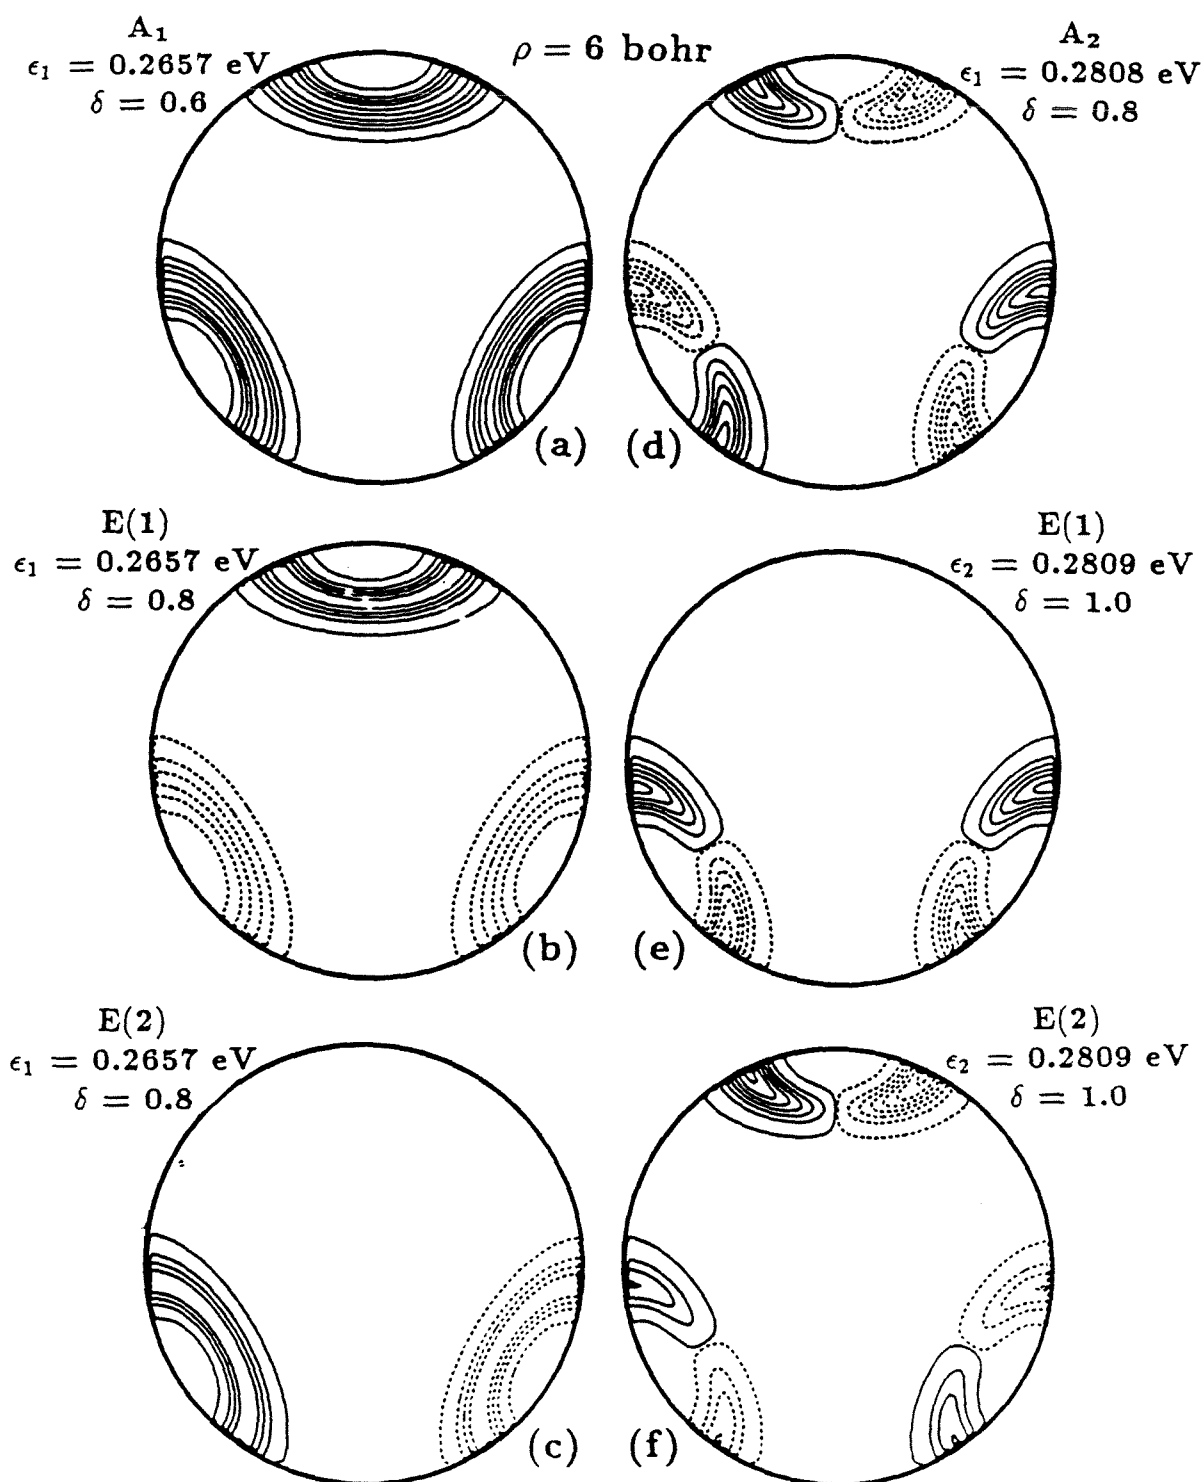 A₁
ϵ₁ = 0.2657 eV
δ = 0.6
ρ = 6 bohr
A₂
ϵ₁ = 0.2808 eV
δ = 0.8
(a)
(d)
E(1)
ϵ₁ = 0.2657 eV
δ = 0.8
E(1)
ϵ₂ = 0.2809 eV
δ = 1.0
(b)
(e)
E(2)
ϵ₁ = 0.2657 eV
δ = 0.8
E(2)
ϵ₂ = 0.2809 eV
δ = 1.0
(c)
(f)